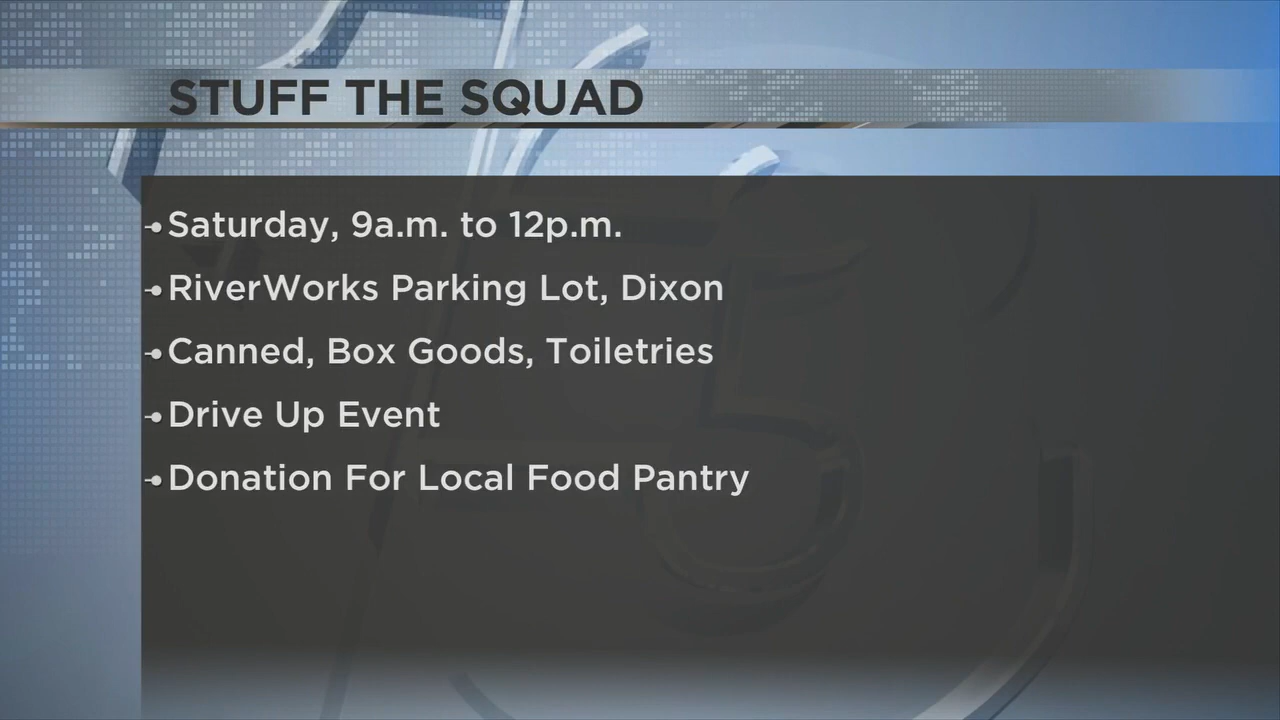 STUFF THE SQUAD
Saturday, 9a.m. to 12p.m.
RiverWorks Parking Lot, Dixon
Canned, Box Goods, Toiletries
Drive Up Event
Donation For Local Food Pantry